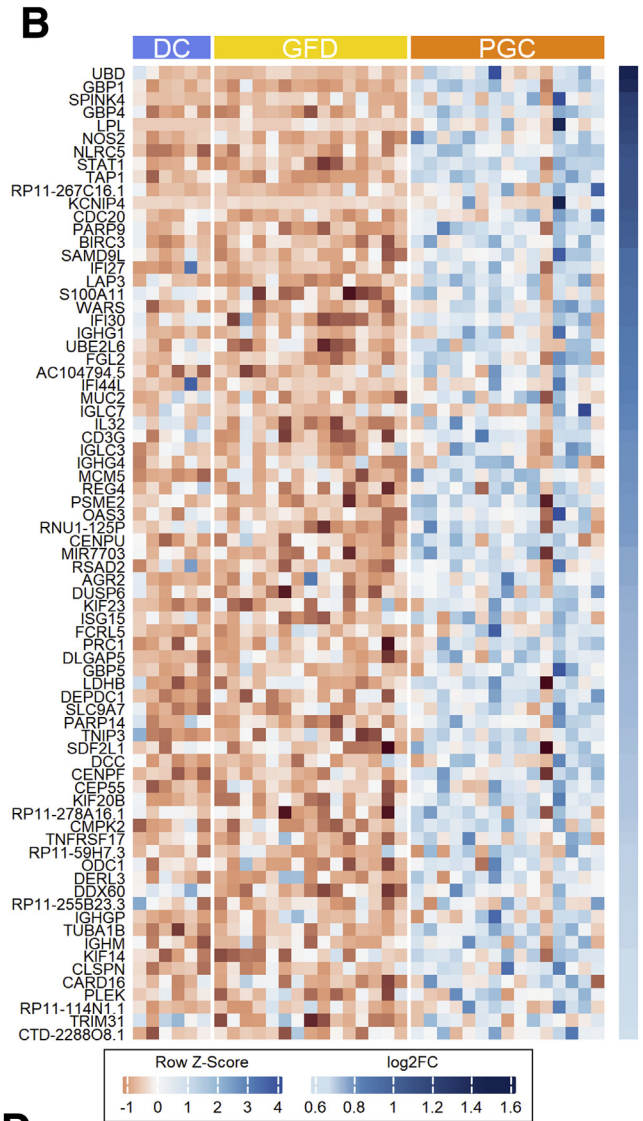 B
DC GFD PGC
UBD
GBP1
SPINK4
GBP4
LPL
NOS2
NLRC5
STAT1
TAP1
RP11-267C16.1
KCNIP4
CDC20
PARP9
BIRC3
SAMD9L
IFI27
LAP3
S100A11
WARS
IFI30
IGHG1
UBE2L6
FGL2
AC104794.5
IFI44L
MUC2
IGLC7
IL32
CD3G
IGLC3
IGHG4
MCM5
REG4
PSME2
OAS3
RNU1-125P
CENPU
MIR7703
RSAD2
AGR2
DUSP6
KIF23
ISG15
FCRL5
PRC1
DLGAP5
GBP5
LDHB
DEPDC1
SLC9A7
PARP14
TNIP3
SDF2L1
DCC
CENPF
CEP55
KIF20B
RP11-278A16.1
CMPK2
TNFRSF17
RP11-59H7.3
ODC1
DERL3
DDX60
RP11-255B23.3
IGHGP
TUBA1B
IGHM
KIF14
CLSPN
CARD16
PLEK
RP11-114N1.1
TRIM31
CTD-2288O8.1
Row Z-Score log2FC
-1 0 1 2 3 4 0.6 0.8 1 1.2 1.4 1.6